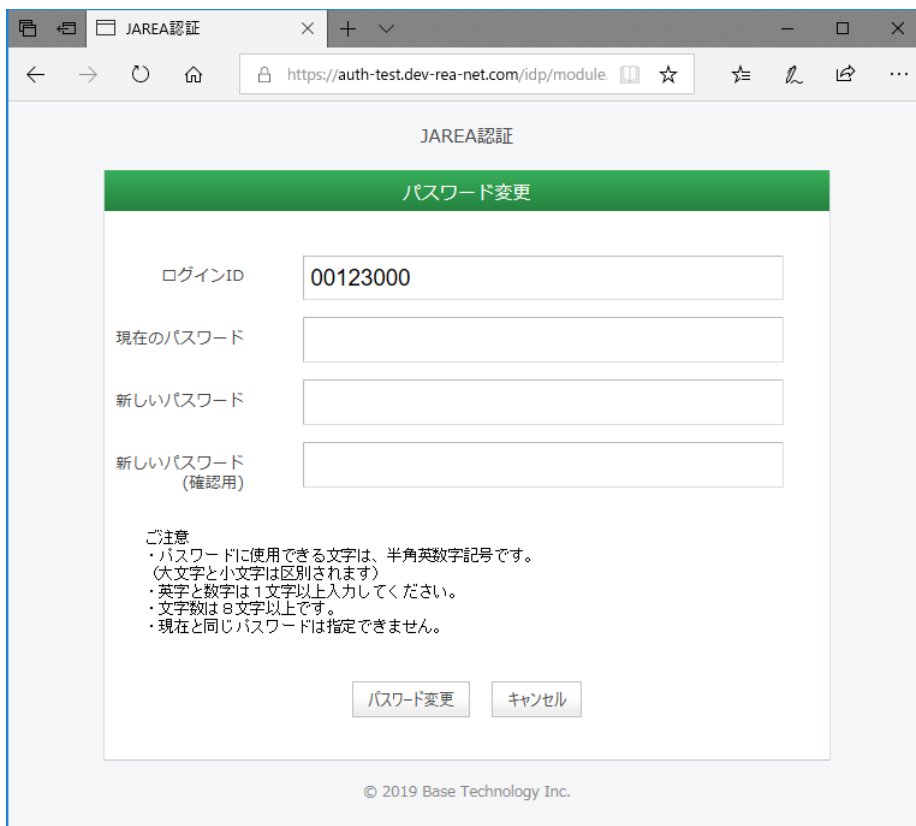 JAREA認証
https://auth-test.dev-rea-net.com/idp/module.
JAREA認証
パスワード変更
ログインID
00123000
現在のパスワード
新しいパスワード
新しいパスワード
(確認用)
ご注意
・パスワードに使用できる文字は、半角英数字記号です。
（大文字と小文字は区別されます）
・英字と数字は１文字以上入力してください。
・文字数は８文字以上です。
・現在と同じパスワードは指定できません。
パスワード変更
キャンセル
© 2019 Base Technology Inc.